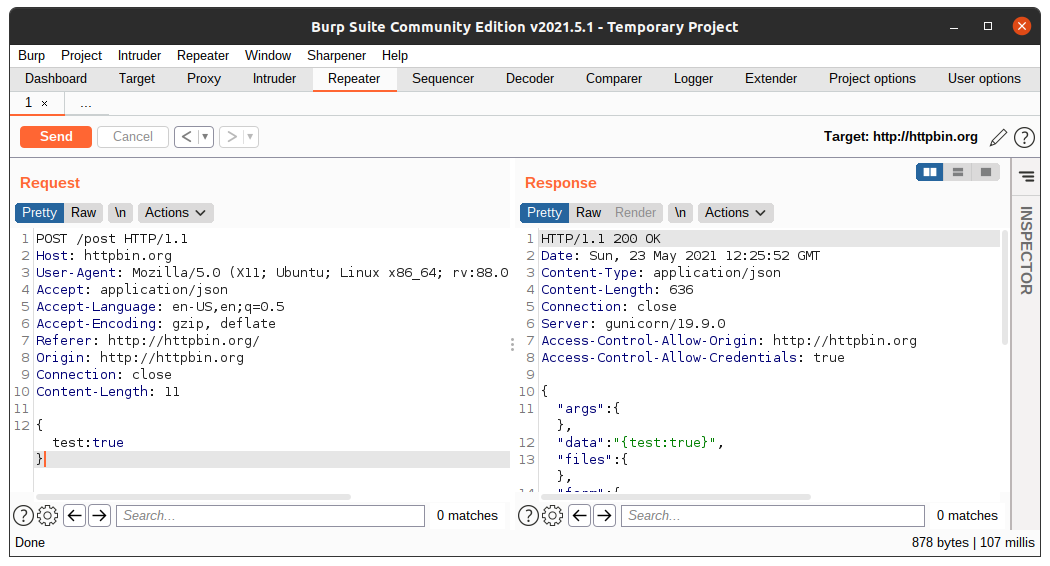 Burp Suite Community Edition v2021.5.1 - Temporary Project
Burp Project Intruder Repeater Window Sharpener Help
Dashboard Target Proxy Intruder Repeater Sequencer Decoder Comparer Logger Extender Project options User options
1 × ...
Send Cancel < > Target: http://httpbin.org ?
Request
Pretty Raw \n Actions
1 POST /post HTTP/1.1
2 Host: httpbin.org
3 User-Agent: Mozilla/5.0 (X11; Ubuntu; Linux x86_64; rv:88.0
4 Accept: application/json
5 Accept-Language: en-US,en;q=0.5
6 Accept-Encoding: gzip, deflate
7 Referer: http://httpbin.org/
8 Origin: http://httpbin.org
9 Connection: close
10 Content-Length: 11
11
12 {
test:true
}
? Search... 0 matches
Response
Pretty Raw Render \n Actions
1 HTTP/1.1 200 OK
2 Date: Sun, 23 May 2021 12:25:52 GMT
3 Content-Type: application/json
4 Content-Length: 636
5 Connection: close
6 Server: gunicorn/19.9.0
7 Access-Control-Allow-Origin: http://httpbin.org
8 Access-Control-Allow-Credentials: true
9
10 {
11 "args":{
},
12 "data":"{test:true}",
13 "files":{
},
14 "form":{
? Search... 0 matches
INSPECTOR
Done 878 bytes | 107 millis